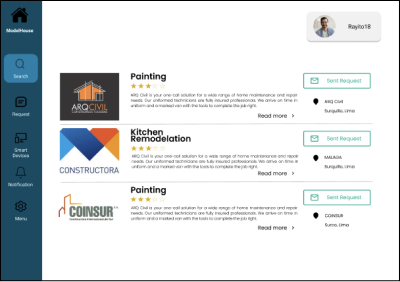 ModelHouse
Rayito18
Search
Request
Smart
Devices
Notification
Menu
ARQCIVIL
Painting
ARQ Civil is your one-call solution for a wide range of home maintenance and repair
needs. Our uniformed technicians are fully insured professionals. We arrive on time in
uniform and a marked van with the tools to complete the job right.
Read more >
Sent Request
ARQ Civil
Surquillo, Lima
CONSTRUCTORA
Kitchen
Remodelation
ARQ Civil is your one-call solution for a wide range of home maintenance and repair
needs. Our uniformed technicians are fully insured professionals. We arrive on time in
uniform and a marked van with the tools to complete the job right.
Read more >
Sent Request
MALAGA
Surquillo, Lima
COINSUR
Painting
ARQ Civil is your one-call solution for a wide range of home maintenance and repair
needs. Our uniformed technicians are fully insured professionals. We arrive on time in
uniform and a marked van with the tools to complete the job right.
Read more >
Sent Request
COINSUR
Surco, Lima